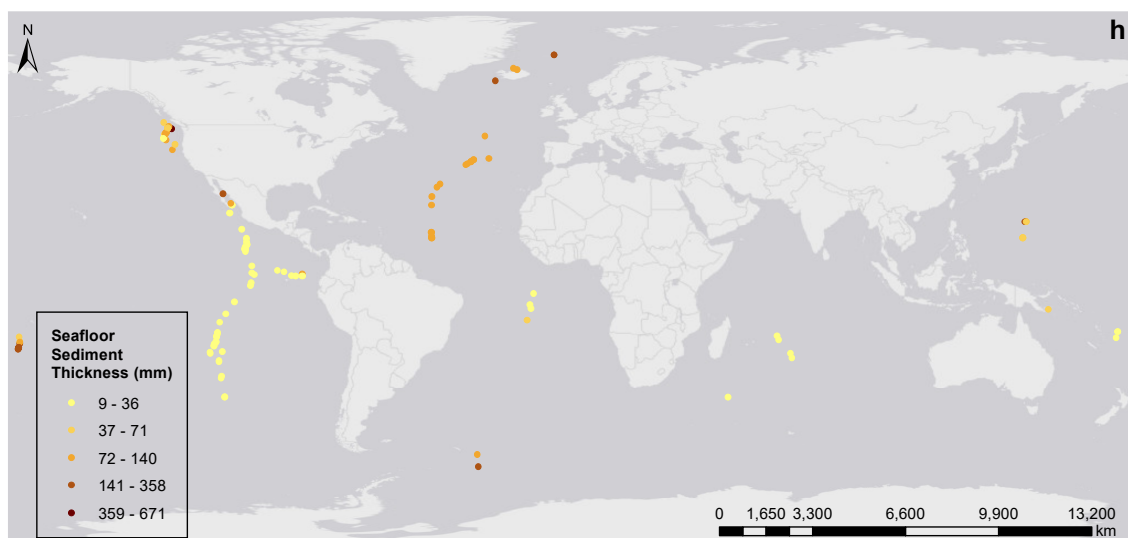 h
N
Seafloor
Sediment
Thickness (mm)
9 - 36
37 - 71
72 - 140
141 - 358
359 - 671
0 1,650 3,300 6,600 9,900 13,200
km